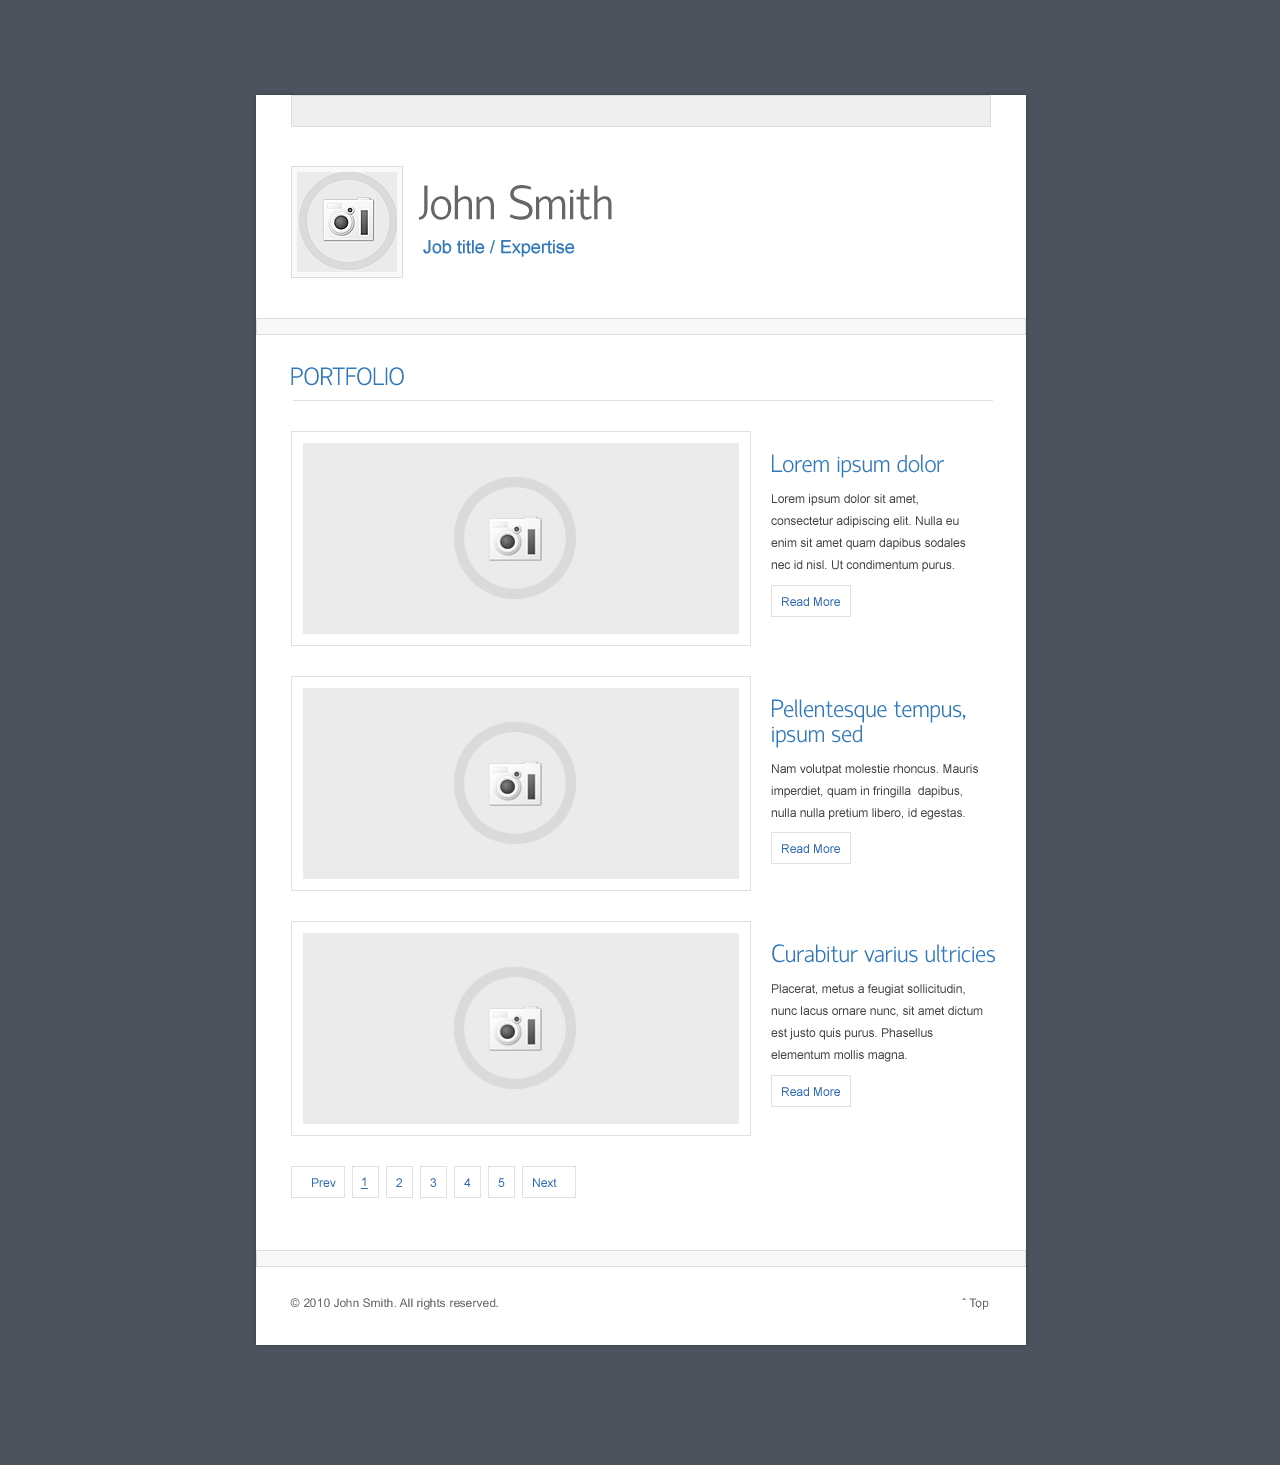 John Smith
Job title / Expertise
PORTFOLIO
Lorem ipsum dolor
Lorem ipsum dolor sit amet,
consectetur adipiscing elit. Nulla eu
enim sit amet quam dapibus sodales
nec id nisl. Ut condimentum purus.
Read More
Pellentesque tempus,
ipsum sed
Nam volutpat molestie rhoncus. Mauris
imperdiet, quam in fringilla  dapibus,
nulla nulla pretium libero, id egestas.
Read More
Curabitur varius ultricies
Placerat, metus a feugiat sollicitudin,
nunc lacus ornare nunc, sit amet dictum
est justo quis purus. Phasellus
elementum mollis magna.
Read More
Prev 1 2 3 4 5 Next
© 2010 John Smith. All rights reserved.
ˆ Top